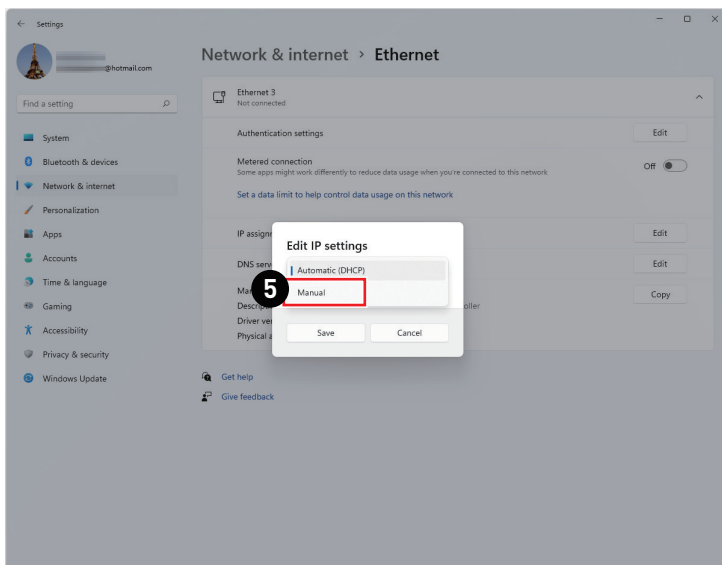 Settings
@hotmail.com
Find a setting
System
Bluetooth & devices
Network & internet
Personalization
Apps
Accounts
Time & language
Gaming
Accessibility
Privacy & security
Windows Update
Network & internet > Ethernet
Ethernet 3
Not connected
Authentication settings
Edit
Metered connection
Some apps might work differently to reduce data usage when you're connected to this network
Off
Set a data limit to help control data usage on this network
IP assign
Edit
DNS serv
Edit
Copy
Driver ve
Physical a
Edit IP settings
Automatic (DHCP)
5
Manual
Save
Cancel
Get help
Give feedback